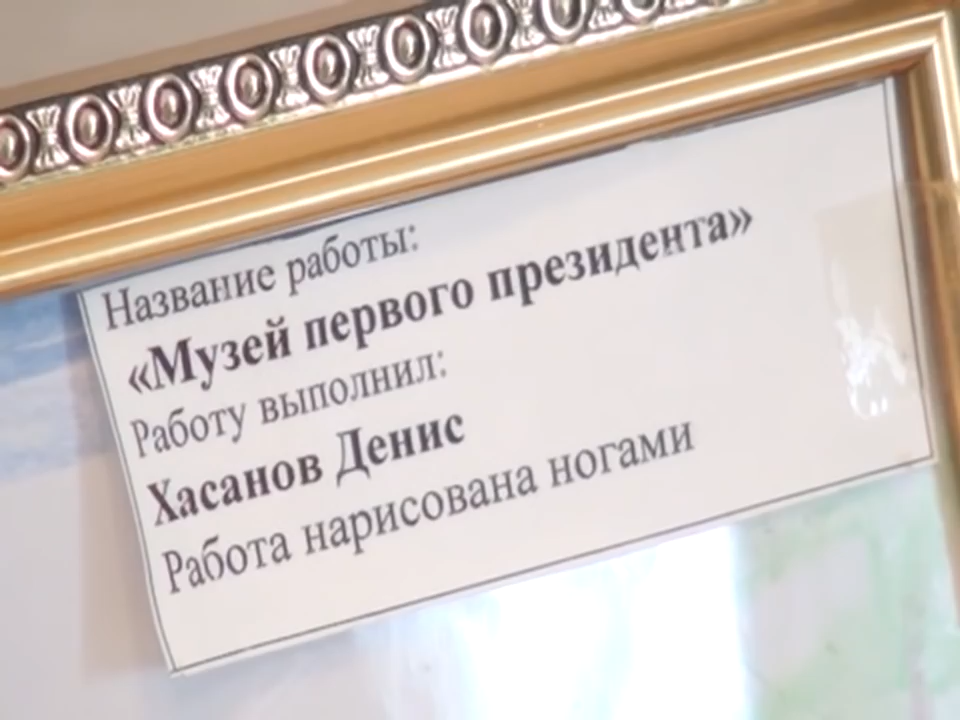 Название работы:
«Музей первого президента»
Работу выполнил:
Хасанов Денис
Работа нарисована ногами